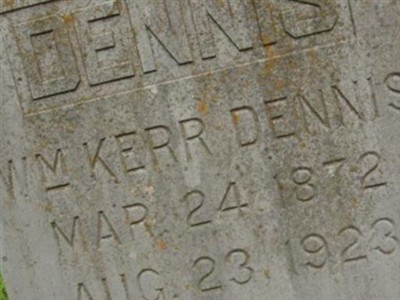 DENNIS
WM KERR DENNIS
MAR. 24 1872
AUG. 23. 1923